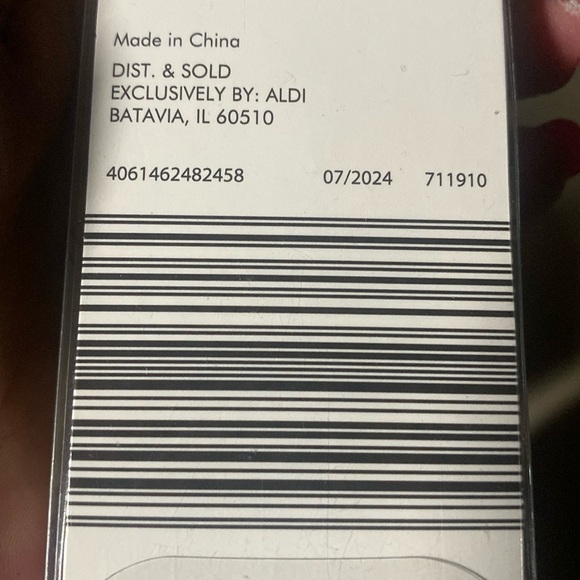 Made in China
DIST. & SOLD
EXCLUSIVELY BY: ALDI
BATAVIA, IL 60510
4061462482458 07/2024 711910